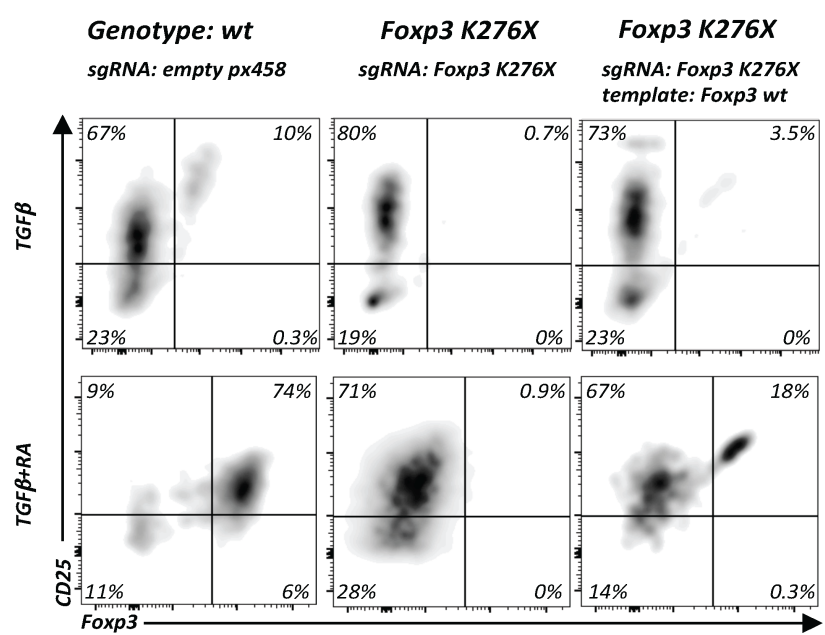 Genotype: wt
Foxp3 K276X
Foxp3 K276X
sgRNA: empty px458
sgRNA: Foxp3 K276X
sgRNA: Foxp3 K276X
template: Foxp3 wt
TGFβ
67%
10%
80%
0.7%
73%
3.5%
23%
0.3%
19%
0%
23%
0%
TGFβ+RA
9%
74%
71%
0.9%
67%
18%
11%
6%
28%
0%
14%
0.3%
CD25
Foxp3